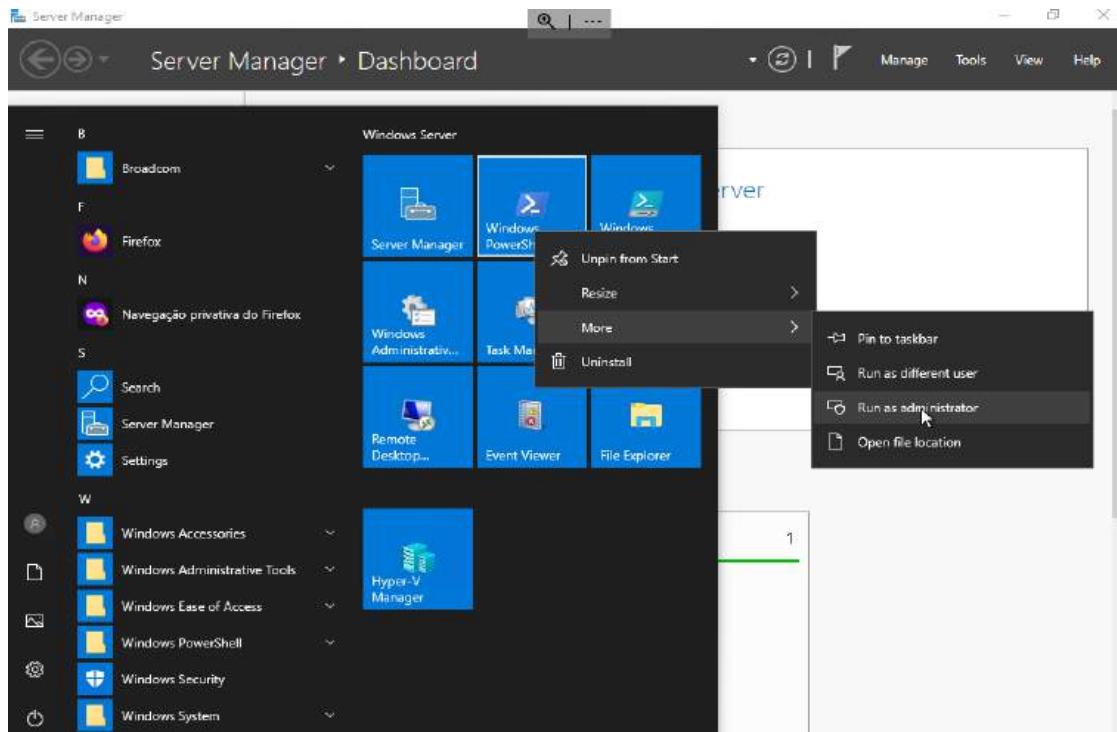 Server Manager
Server Manager • Dashboard
Manage Tools View Help
B
Broadcom
F
Firefox
N
Navegação privativa do Firefox
S
Search
Server Manager
Settings
W
Windows Accessories
Windows Administrative Tools
Windows Ease of Access
Windows PowerShell
Windows Security
Windows System
Windows Server
Server Manager
Windows
PowerSh
Windows
Windows
Administrativ...
Task Ma
Remote
Desktop...
Event Viewer
File Explorer
Hyper-V
Manager
Unpin from Start
Resize
More
Uninstall
Pin to taskbar
Run as different user
Run as administrator
Open file location
rver
1